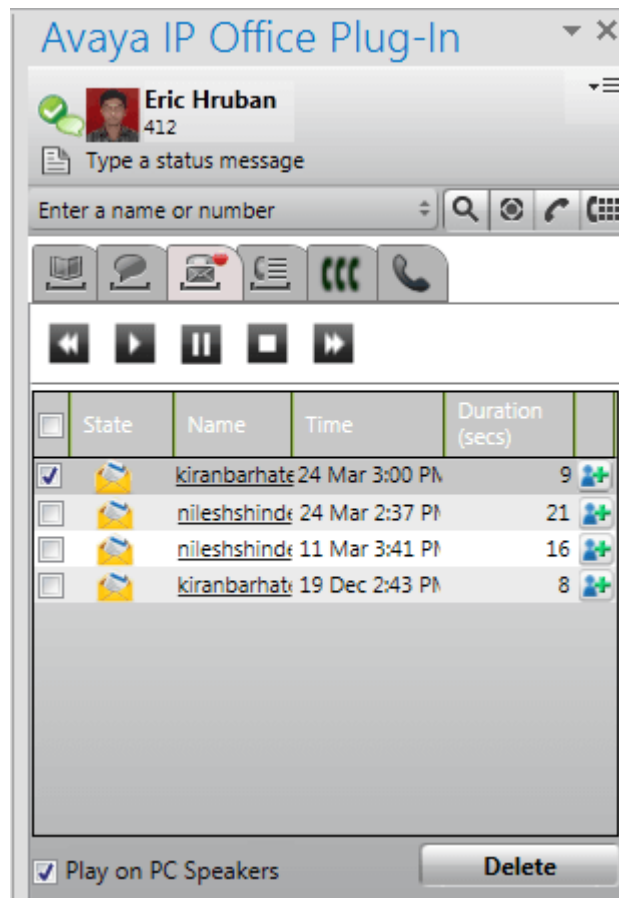 Avaya IP Office Plug-In
Eric Hruban
412
Type a status message
Enter a name or number
State Name Time Duration (secs)
kiranbarhate 24 Mar 3:00 PM 9
nileshshinde 24 Mar 2:37 PM 21
nileshshinde 11 Mar 3:41 PM 16
kiranbarhate 19 Dec 2:43 PM 8
Play on PC Speakers
Delete